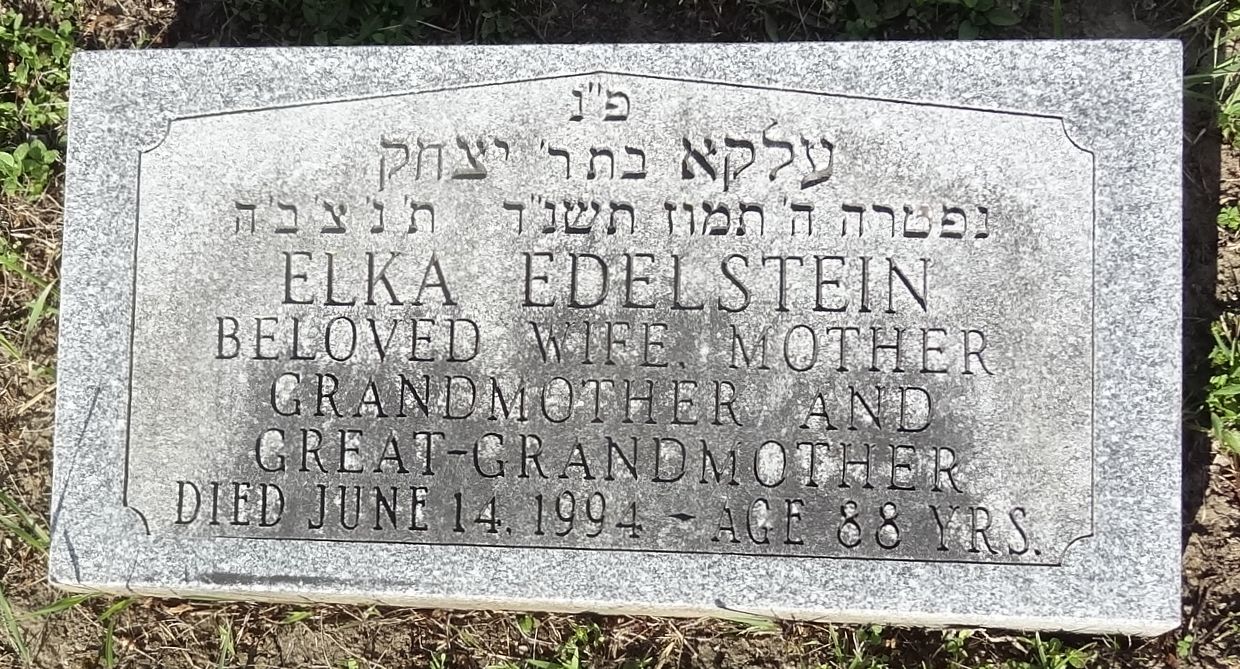 פ"נ
עלקא בת ר' יצחק
נפטרה ה' תמוז תשנ"ד ת' נ' צ' ב' ה
ELKA EDELSTEIN
BELOVED WIFE, MOTHER
GRANDMOTHER AND
GREAT-GRANDMOTHER
DIED JUNE 14, 1994 - AGE 88 YRS.